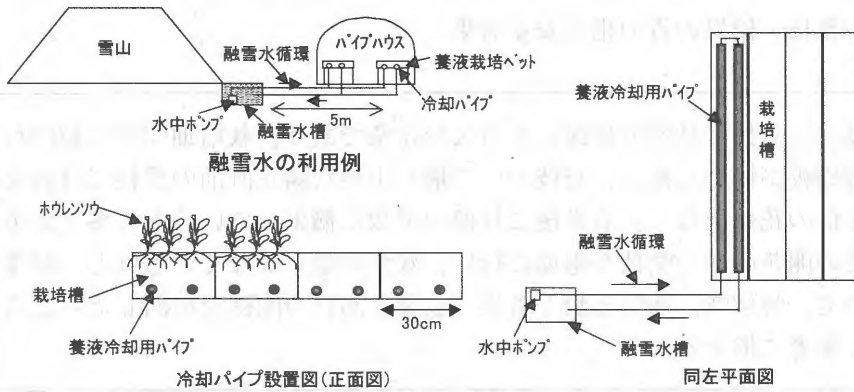 雪山
融雪水循環
パイプハウス
養液栽培ベット
冷却パイプ
5m
水中ポンプ
融雪水槽
融雪水の利用例
ホウレンソウ
栽培槽
養液冷却用パイプ
30cm
冷却パイプ設置図(正面図)
養液冷却用パイプ
栽培槽
融雪水循環
水中ポンプ
融雪水槽
同左平面図